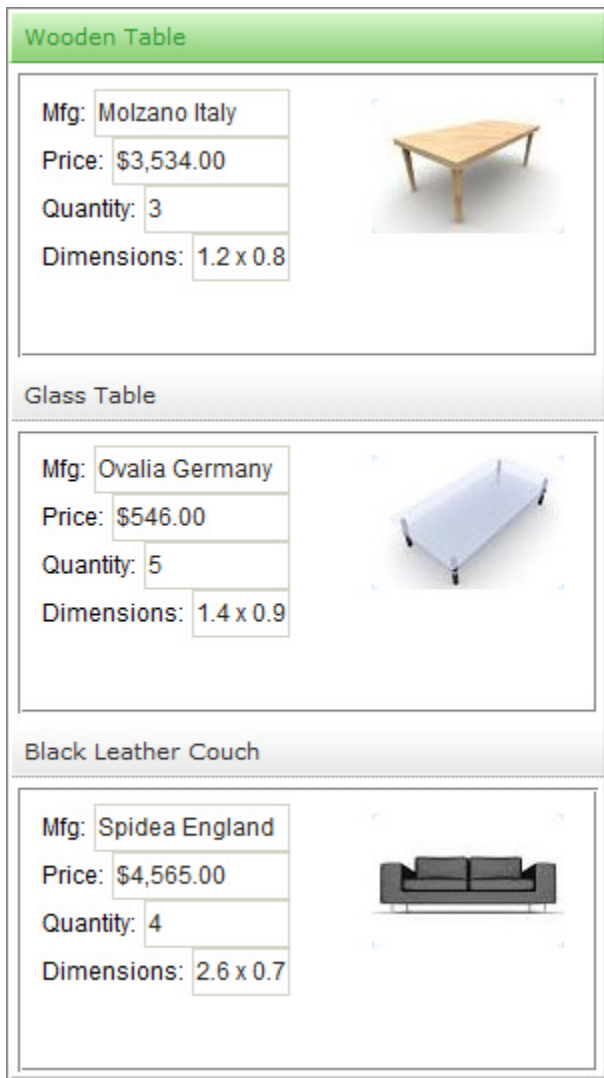 Wooden Table
Mfg: Molzano Italy
Price: $3,534.00
Quantity: 3
Dimensions: 1.2 x 0.8
Glass Table
Mfg: Ovalia Germany
Price: $546.00
Quantity: 5
Dimensions: 1.4 x 0.9
Black Leather Couch
Mfg: Spidea England
Price: $4,565.00
Quantity: 4
Dimensions: 2.6 x 0.7